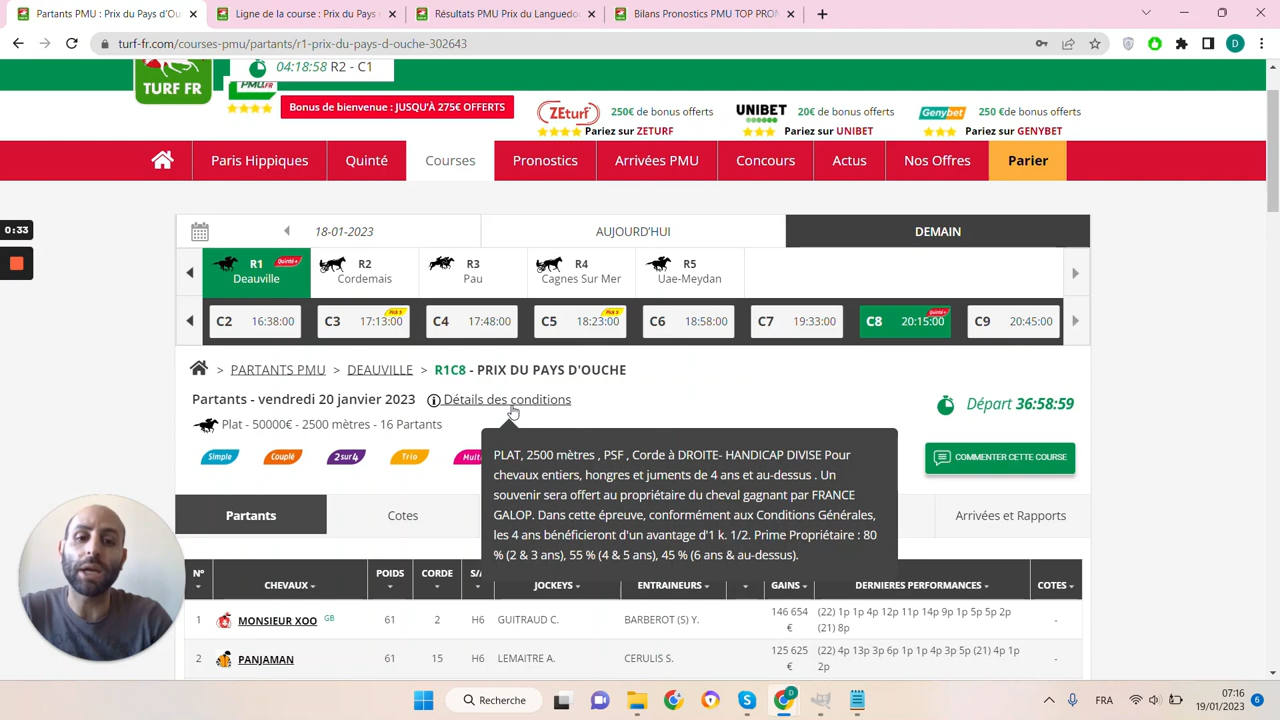 Partants PMU : Prix du Pays d'Ou
Ligne de la course : Prix du Pays
Résultats PMU Prix du Languedo
Bilans Pronostics PMU TOP PRON
turf-fr.com/courses-pmu/partants/r1-prix-du-pays-d-ouche-302643
D
TURF FR
04:18:58 R2 - C1
PMU.FR
Bonus de bienvenue : JUSQU'À 275€ OFFERTS
ZEturf
250€ de bonus offerts
Pariez sur ZETURF
UNIBET
20€ de bonus offerts
Pariez sur UNIBET
Genybet
250 € de bonus offerts
Pariez sur GENYBET
Paris Hippiques
Quinté
Courses
Pronostics
Arrivées PMU
Concours
Actus
Nos Offres
Parier
0:33
18-01-2023
AUJOURD'HUI
DEMAIN
R1 Quinté+
Deauville
R2
Cordemais
R3
Pau
R4
Cagnes Sur Mer
R5
Uae-Meydan
C2 16:38:00
C3 17:13:00 Pick 5
C4 17:48:00
C5 18:23:00 Pick 5
C6 18:58:00
C7 19:33:00
C8 20:15:00 Quinté+
C9 20:45:00
> PARTANTS PMU > DEAUVILLE > R1C8 - PRIX DU PAYS D'OUCHE
Partants - vendredi 20 janvier 2023
Détails des conditions
Départ 36:58:59
Plat - 50000€ - 2500 mètres - 16 Partants
Simple
Couplé
2sur4
Trio
Mult
COMMENTER CETTE COURSE
PLAT, 2500 mètres , PSF , Corde à DROITE- HANDICAP DIVISE Pour
chevaux entiers, hongres et juments de 4 ans et au-dessus . Un
souvenir sera offert au propriétaire du cheval gagnant par FRANCE
GALOP. Dans cette épreuve, conformément aux Conditions Générales,
les 4 ans bénéficieront d'un avantage d'1 k. 1/2. Prime Propriétaire : 80
% (2 & 3 ans), 55 % (4 & 5 ans), 45 % (6 ans & au-dessus).
Partants
Cotes
Arrivées et Rapports
N°
CHEVAUX
POIDS
CORDE
S/A
JOCKEYS
ENTRAINEURS
GAINS
DERNIERES PERFORMANCES
COTES
1 MONSIEUR XOO GB 61 2 H6 GUITRAUD C. BARBEROT (S) Y. 146 654 € (22) 1p 1p 4p 12p 11p 14p 9p 1p 5p 5p 2p (21) 8p -
2 PANJAMAN 61 15 H6 LEMAITRE A. CERULIS S. 125 625 € (22) 4p 13p 3p 6p 1p 1p 4p 3p 5p (21) 4p 1p 2p -
Recherche
D
FRA
07:16
19/01/2023
6